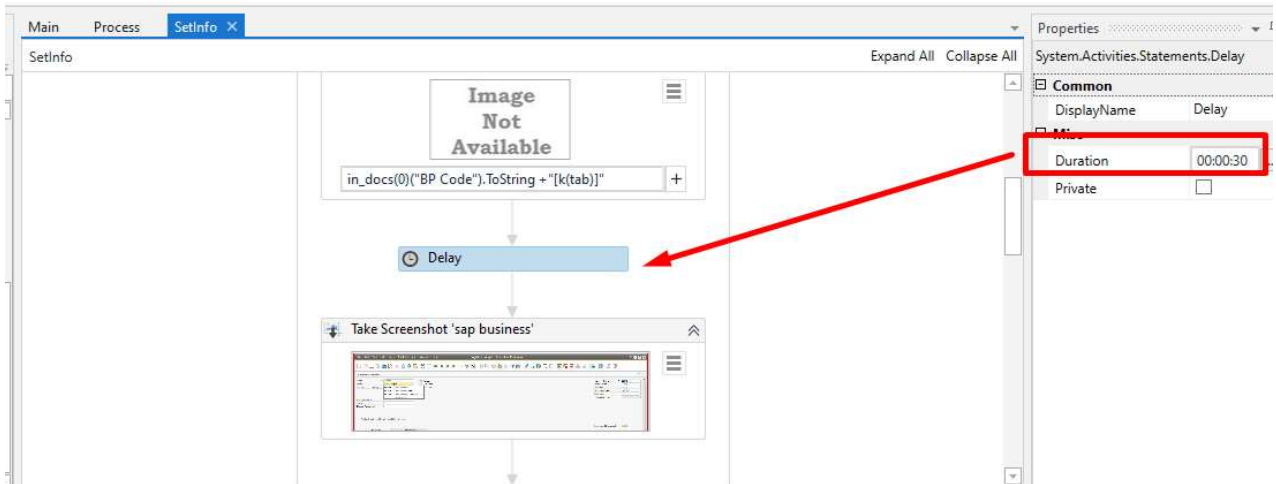 Main Process SetInfo ×
SetInfo Expand All Collapse All
Image
Not
Available
in_docs(0)("BP Code").ToString +"[k(tab)]" +
Delay
Take Screenshot 'sap business'
Properties
System.Activities.Statements.Delay
Common
DisplayName Delay
Misc
Duration 00:00:30 ...
Private